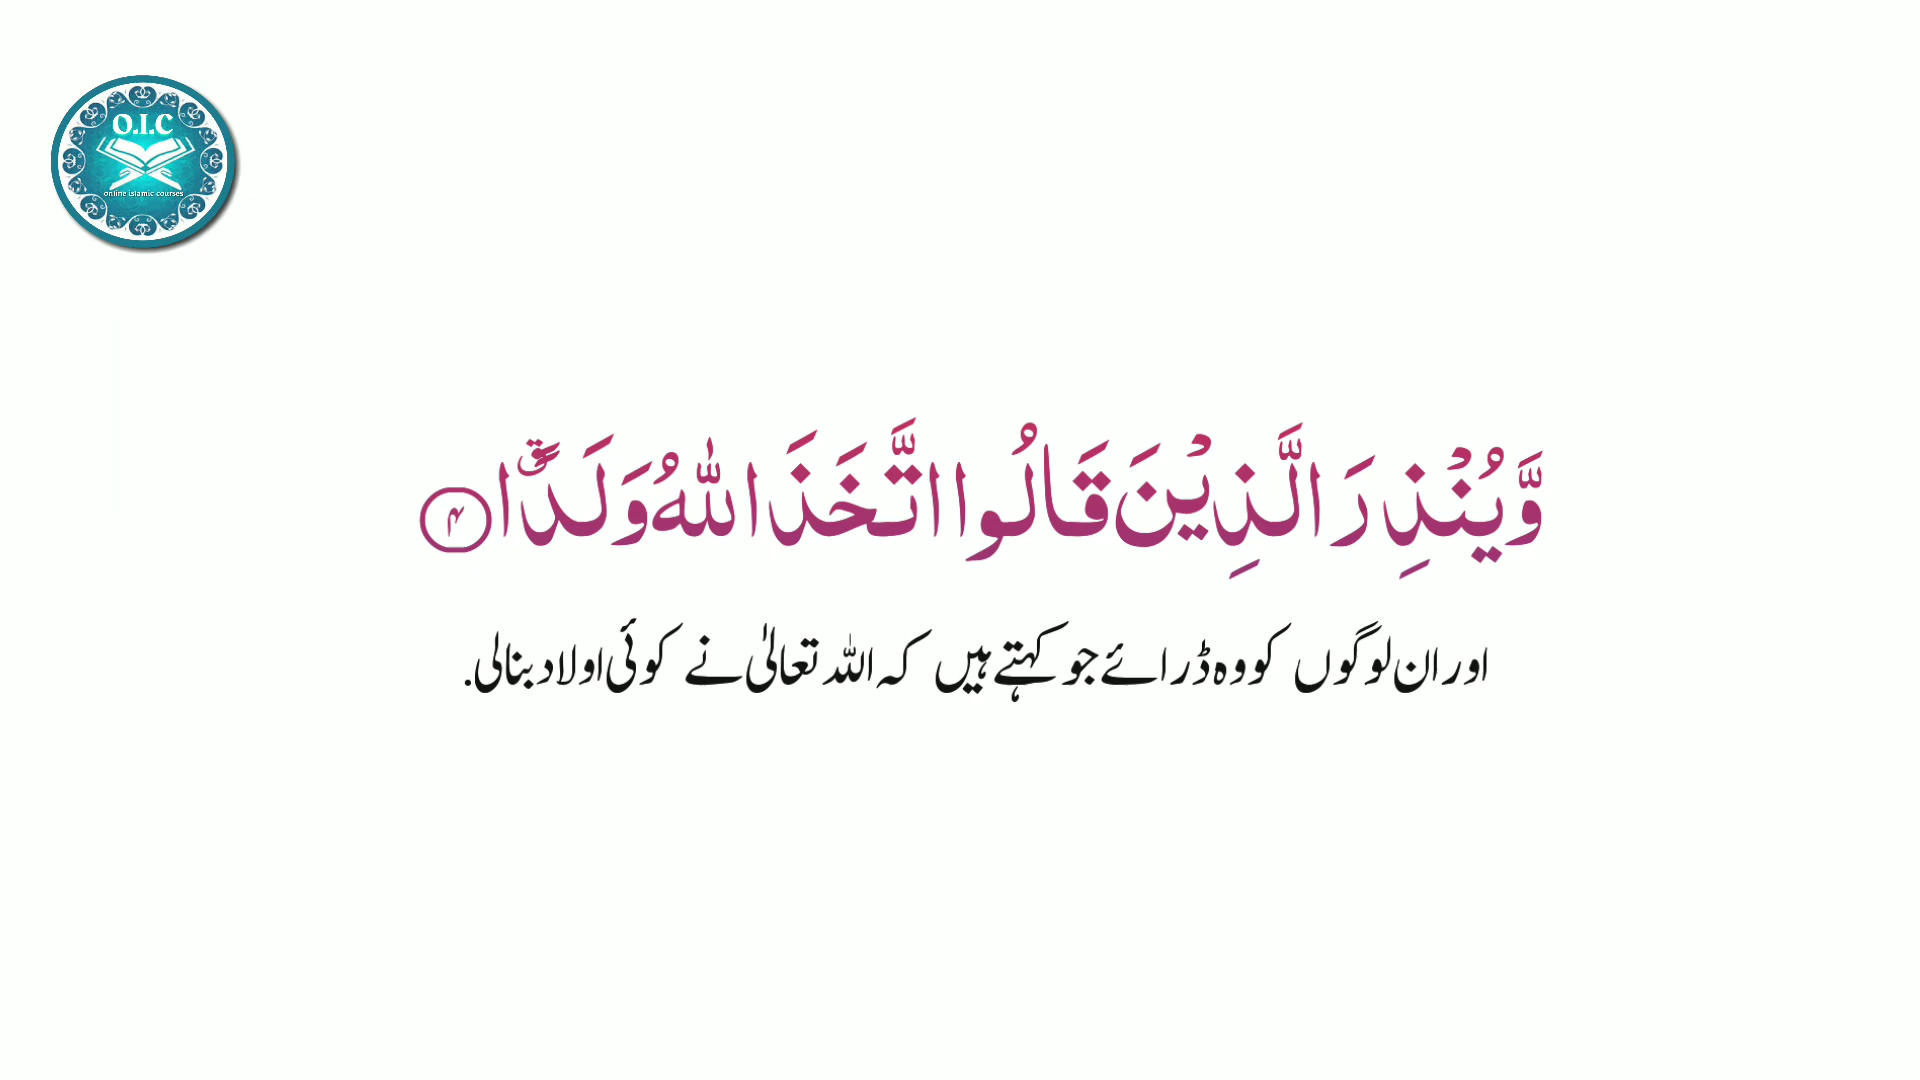 O.I.C
online islamic courses
وَّیُنْذِرَ الَّذِیْنَ قَالُوا اتَّخَذَ اللّٰهُ وَلَدًاۗ ۴
اور ان لوگوں کو وہ ڈرائے جو کہتے ہیں کہ اللہ تعالیٰ نے کوئی اولاد بنالی.